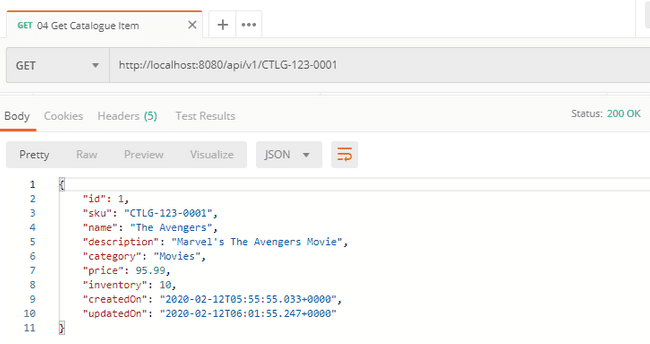 GET 04 Get Catalogue Item
GET http://localhost:8080/api/v1/CTLG-123-0001
Body Cookies Headers (5) Test Results Status: 200 OK
Pretty Raw Preview Visualize JSON
1 {
2 "id": 1,
3 "sku": "CTLG-123-0001",
4 "name": "The Avengers",
5 "description": "Marvel's The Avengers Movie",
6 "category": "Movies",
7 "price": 95.99,
8 "inventory": 10,
9 "createdOn": "2020-02-12T05:55:55.033+0000",
10 "updatedOn": "2020-02-12T06:01:55.247+0000"
11 }